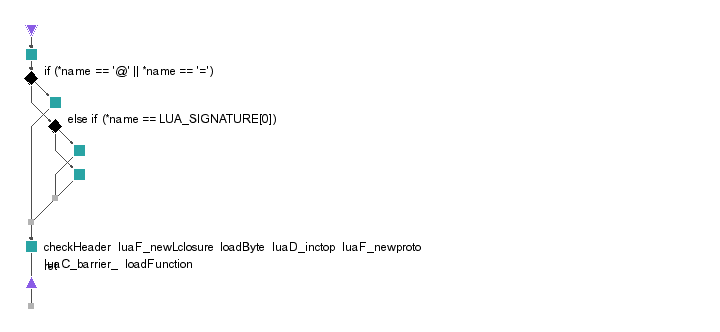 if (*name == '@' || *name == '=')
else if (*name == LUA_SIGNATURE[0])
checkHeader luaF_newLclosure loadByte luaD_inctop luaF_newproto
luaC_barrier_ loadFunction
ret